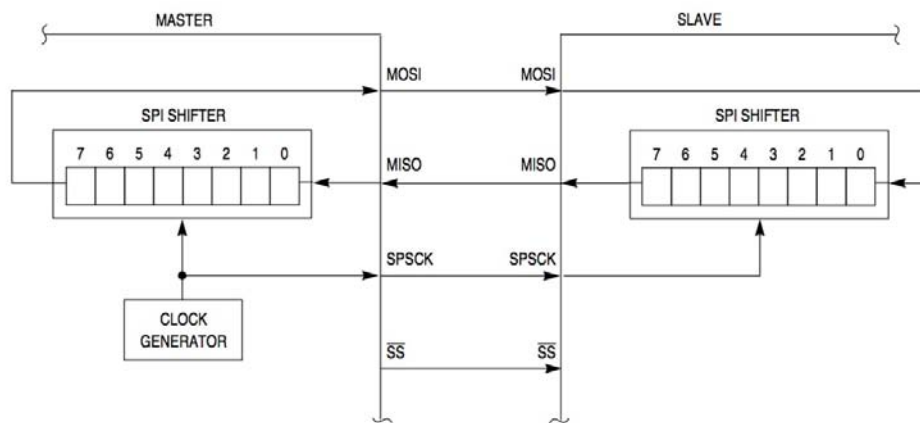 MASTER
SLAVE
MOSI
MOSI
SPI SHIFTER
SPI SHIFTER
7 6 5 4 3 2 1 0
MISO
MISO
7 6 5 4 3 2 1 0
SPSCK
SPSCK
CLOCK
GENERATOR
SS
SS